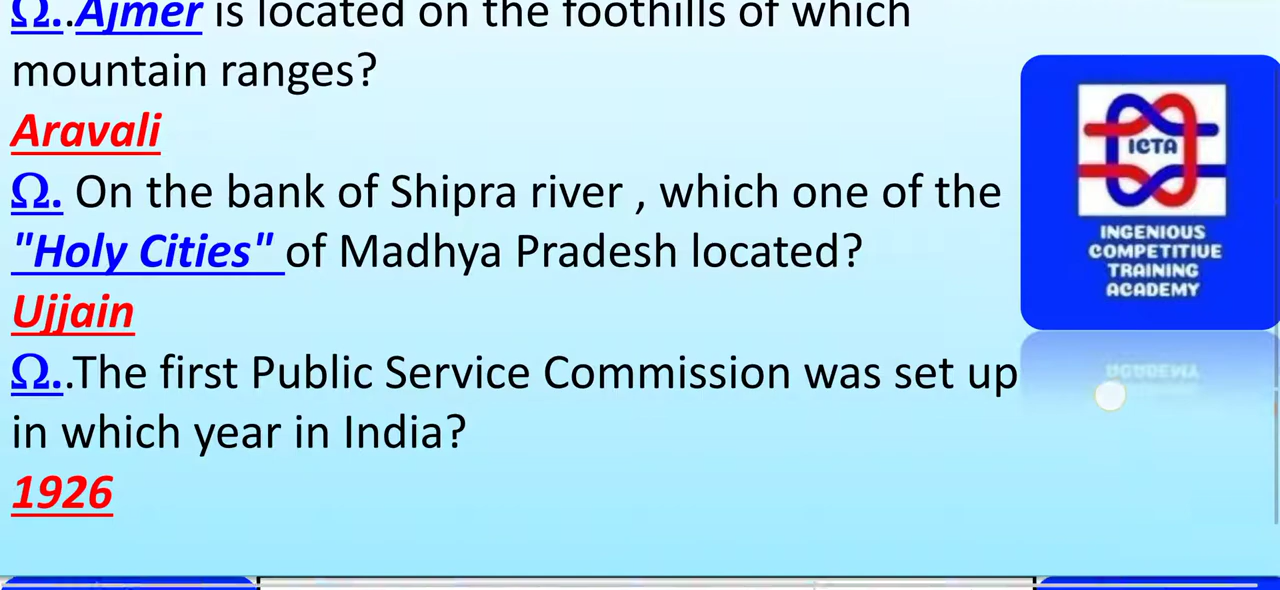 Ω..Ajmer is located on the foothills of which
mountain ranges?
Aravali
Ω. On the bank of Shipra river , which one of the
"Holy Cities" of Madhya Pradesh located?
Ujjain
Ω..The first Public Service Commission was set up
in which year in India?
1926
ICTA
INGENIOUS
COMPETITIUE
TRAINING
ACADEMY